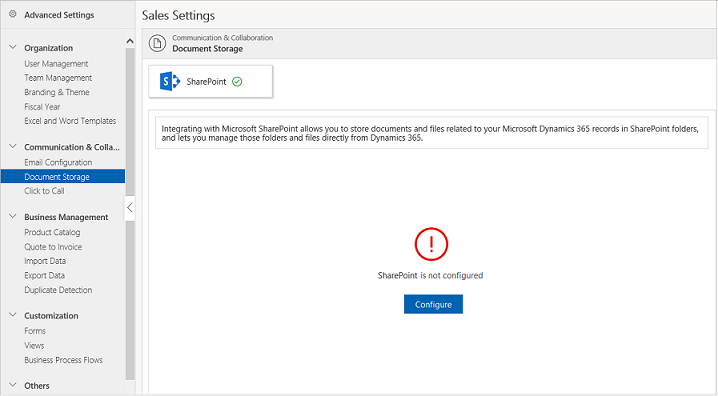 Advanced Settings
Organization
User Management
Team Management
Branding & Theme
Fiscal Year
Excel and Word Templates
Communication & Colla...
Email Configuration
Document Storage
Click to Call
Business Management
Product Catalog
Quote to Invoice
Import Data
Export Data
Duplicate Detection
Customization
Forms
Views
Business Process Flows
Others
Sales Settings
Communication & Collaboration
Document Storage
S
SharePoint
Integrating with Microsoft SharePoint allows you to store documents and files related to your Microsoft Dynamics 365 records in SharePoint folders,
and lets you manage those folders and files directly from Dynamics 365.
!
SharePoint is not configured
Configure